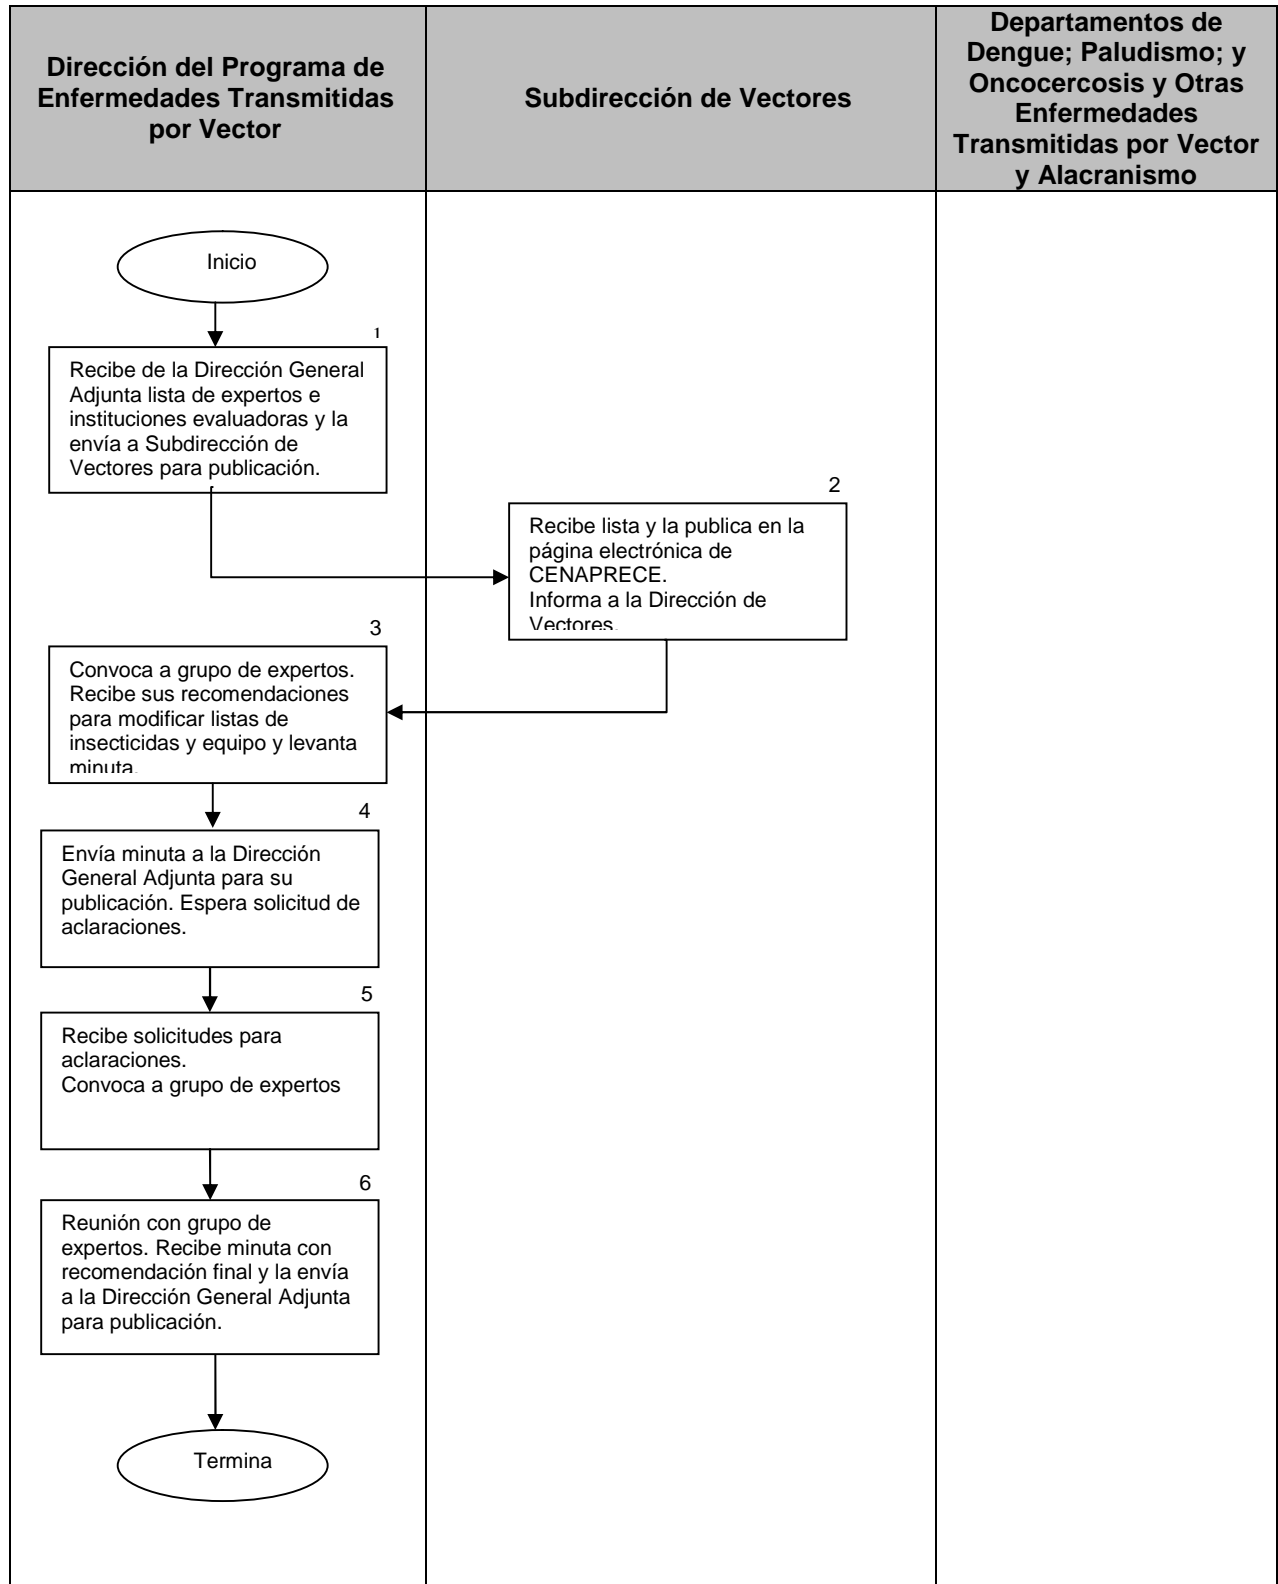 Dirección del Programa de
Enfermedades Transmitidas
por Vector
Subdirección de Vectores
Departamentos de
Dengue; Paludismo; y
Oncocercosis y Otras
Enfermedades
Transmitidas por Vector
y Alacranismo
Inicio
1
Recibe de la Dirección General
Adjunta lista de expertos e
instituciones evaluadoras y la
envía a Subdirección de
Vectores para publicación.
2
Recibe lista y la publica en la
página electrónica de
CENAPRECE.
Informa a la Dirección de
Vectores.
3
Convoca a grupo de expertos.
Recibe sus recomendaciones
para modificar listas de
insecticidas y equipo y levanta
minuta.
4
Envía minuta a la Dirección
General Adjunta para su
publicación. Espera solicitud de
aclaraciones.
5
Recibe solicitudes para
aclaraciones.
Convoca a grupo de expertos
6
Reunión con grupo de
expertos. Recibe minuta con
recomendación final y la envía
a la Dirección General Adjunta
para publicación.
Termina